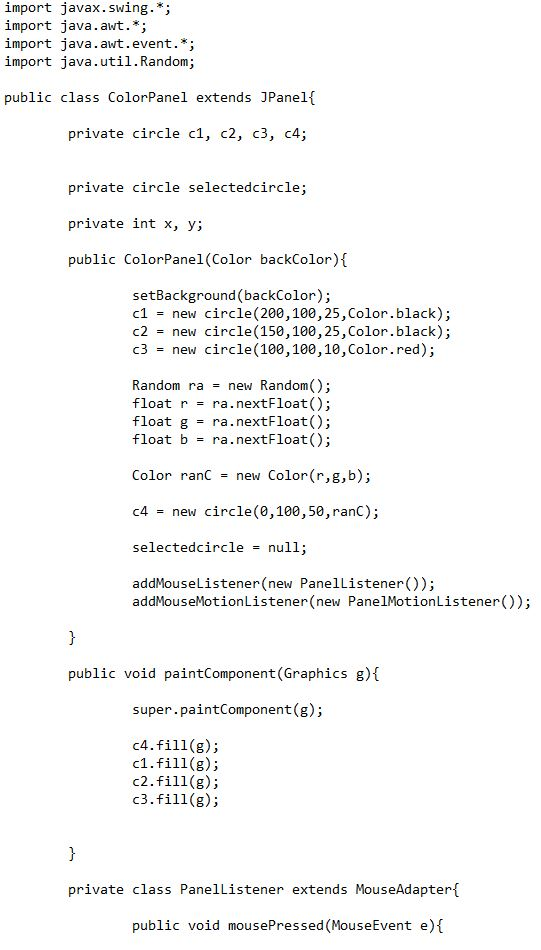 import javax.swing.*;
import java.awt.*;
import java.awt.event.*;
import java.util.Random;
public class ColorPanel extends JPanel{
private circle c1, c2, c3, c4;
private circle selectedcircle;
private int x, y;
public ColorPanel(Color backColor){
setBackground(backColor);
c1 = new circle(200,100,25,Color.black);
c2 = new circle(150,100,25,Color.black);
c3 = new circle(100,100,10,Color.red);
Random ra = new Random();
float r = ra.nextFloat();
float g = ra.nextFloat();
float b = ra.nextFloat();
Color ranC = new Color(r,g,b);
c4 = new circle(0,100,50,ranC);
selectedcircle = null;
addMouseListener(new PanelListener());
addMouseMotionListener(new PanelMotionListener());
}
public void paintComponent(Graphics g){
super.paintComponent(g);
c4.fill(g);
c1.fill(g);
c2.fill(g);
c3.fill(g);
}
private class PanelListener extends MouseAdapter{
public void mousePressed(MouseEvent e){